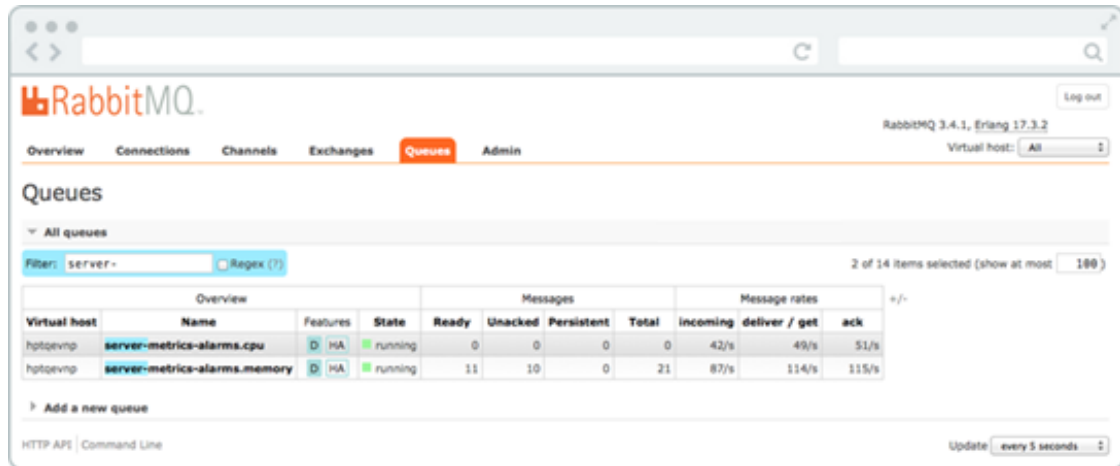 RabbitMQ™
Log out
RabbitMQ 3.4.1, Erlang 17.3.2
Overview Connections Channels Exchanges Queues Admin
Virtual host: All
Queues
All queues
Filter: server- Regex (?)
2 of 14 items selected (show at most 100)
Overview Messages Message rates +/-
Virtual host Name Features State Ready Unacked Persistent Total incoming deliver / get ack
hptqevnp server-metrics-alarms.cpu D HA running 0 0 0 0 42/s 49/s 51/s
hptqevnp server-metrics-alarms.memory D HA running 11 10 0 21 87/s 114/s 115/s
Add a new queue
HTTP API | Command Line
Update every 5 seconds